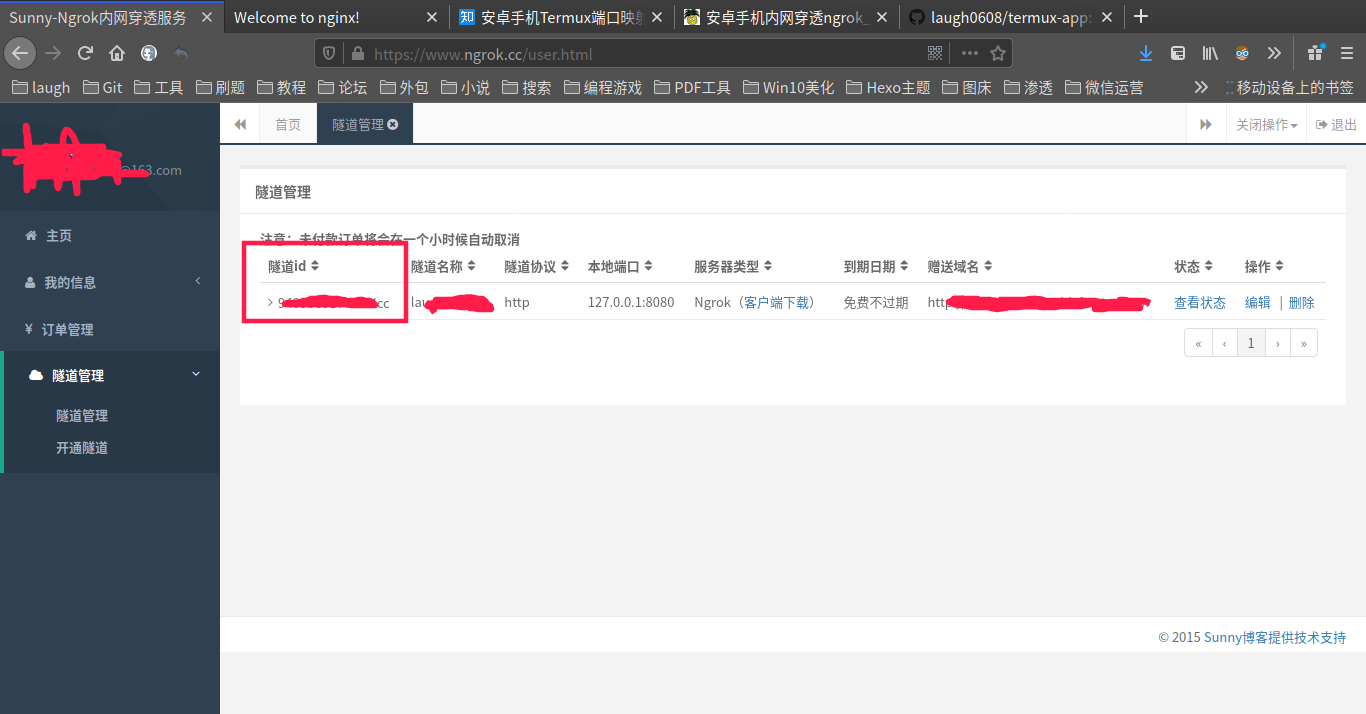 Sunny-Ngrok内网穿透服务 Welcome to nginx! 知 安卓手机Termux端口映射 安卓手机内网穿透ngrok_ laugh0608/termux-app:
https://www.ngrok.cc/user.html
laugh Git 工具 刷题 教程 论坛 外包 小说 搜索 编程游戏 PDF工具 Win10美化 Hexo主题 图床 渗透 微信运营 移动设备上的书签
首页 隧道管理 关闭操作 退出
@163.com
主页
我的信息
¥ 订单管理
隧道管理
隧道管理
开通隧道
隧道管理
注意：未付款订单将会在一个小时候自动取消
隧道id 隧道名称 隧道协议 本地端口 服务器类型 到期日期 赠送域名 状态 操作
http 127.0.0.1:8080 Ngrok（客户端下载） 免费不过期 查看状态 编辑 | 删除
« ‹ 1 › »
© 2015 Sunny博客提供技术支持